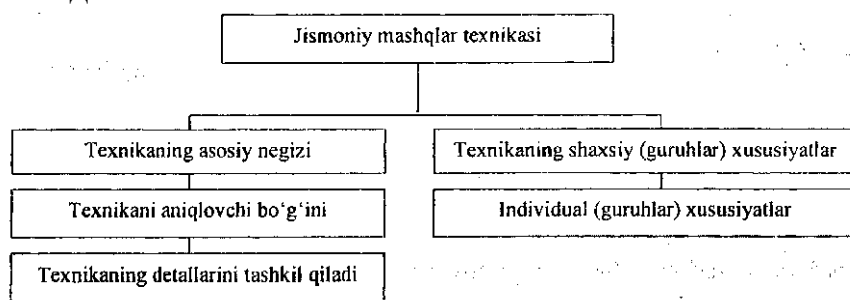 Jismoniy mashqlar texnikasi
Texnikaning asosiy negizi
Texnikaning shaxsiy (guruhlar) xususiyatlar
Texnikani aniqlovchi bo‘g‘ini
Individual (guruhlar) xususiyatlar
Texnikaning detallarini tashkil qiladi